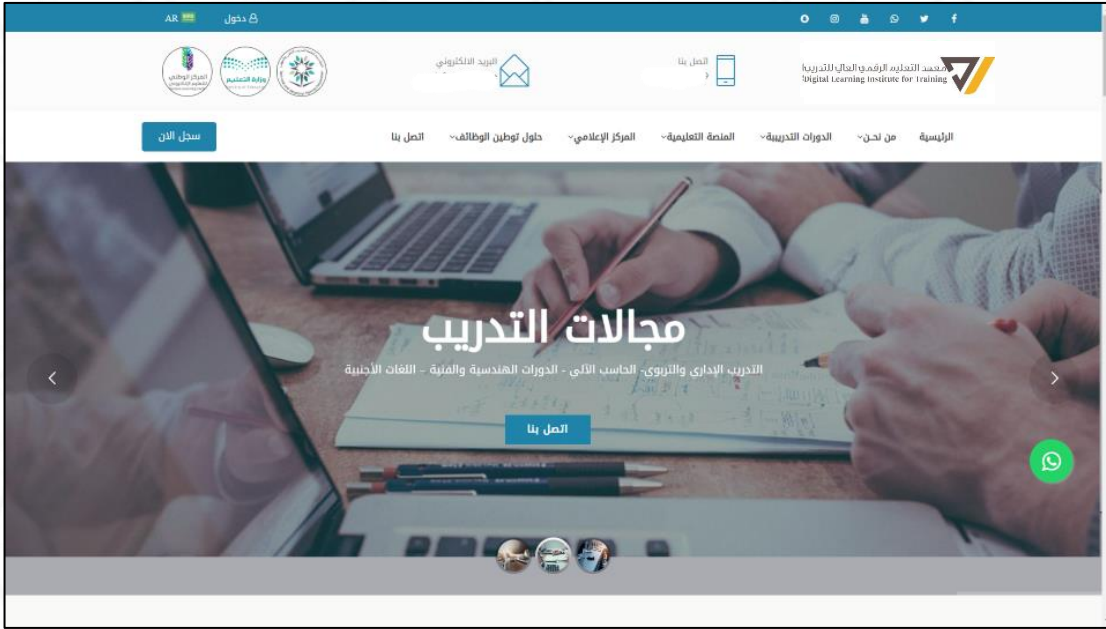 دخول
AR
معهد التعليم الرقمي العالي للتدريب
Digital Learning Institute for Training
اتصل بنا
البريد الالكتروني
وزارة التعليم
الرئيسية
من نحن
الدورات التدريبية
المنصة التعليمية
المركز الإعلامي
حلول توطين الوظائف
اتصل بنا
سجل الان
مجالات التدريب
التدريب الإداري والتربوي- الحاسب الآلي - الدورات الهندسية والفنية - اللغات الأجنبية
اتصل بنا